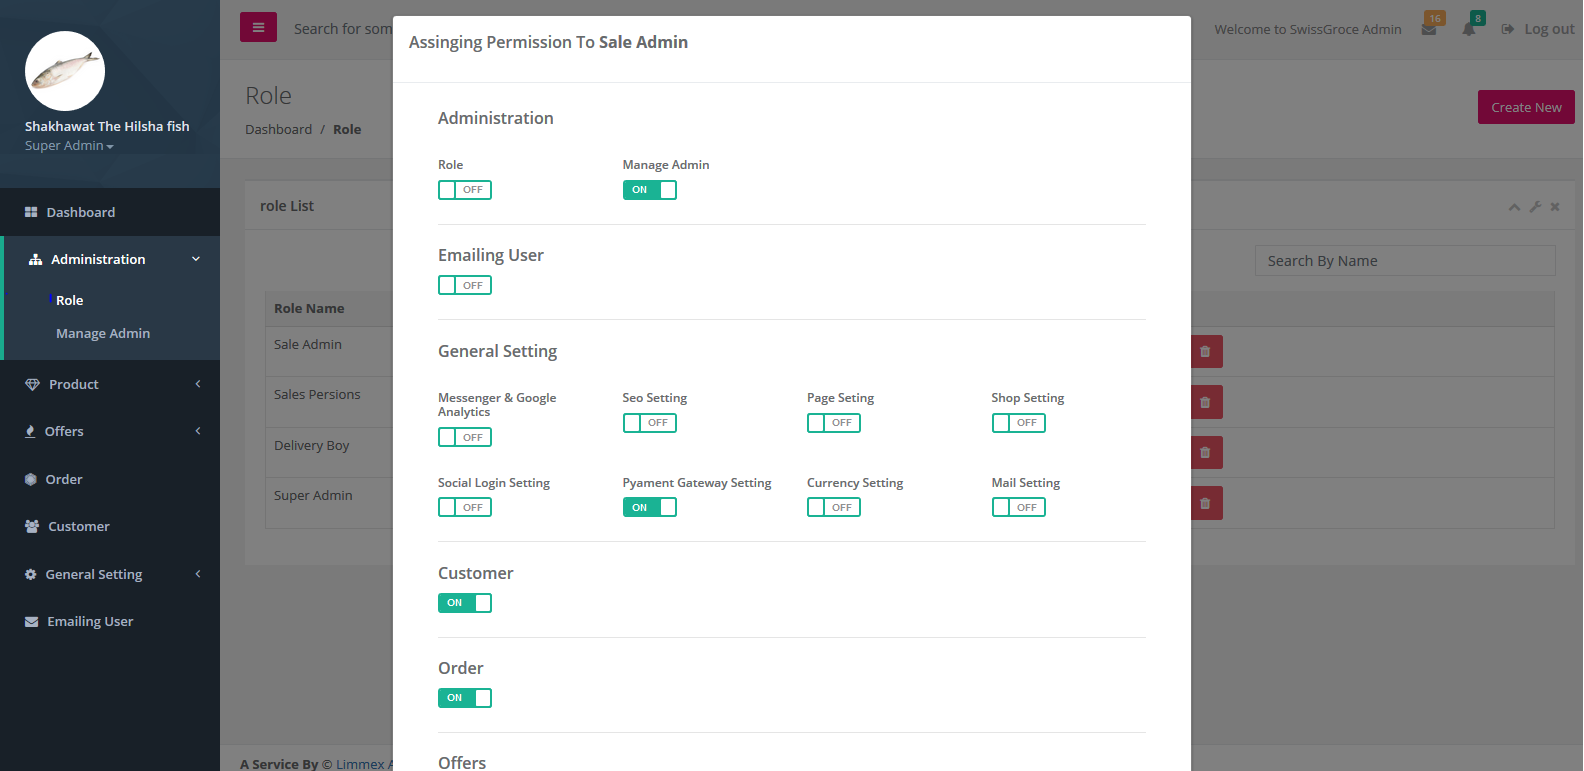 Shakhawat The Hilsha fish
Super Admin
Dashboard
Administration
Role
Manage Admin
Product
Offers
Order
Customer
General Setting
Emailing User
Search for som
Welcome to SwissGroce Admin
16
8
Log out
Role
Dashboard / Role
Create New
role List
Search By Name
Role Name
Sale Admin
Sales Persions
Delivery Boy
Super Admin
A Service By © Limmex A
Assinging Permission To Sale Admin
Administration
Role
Manage Admin
OFF
ON
Emailing User
OFF
General Setting
Messenger & Google
Analytics
Seo Setting
Page Seting
Shop Setting
OFF
OFF
OFF
OFF
Social Login Setting
Pyament Gateway Setting
Currency Setting
Mail Setting
OFF
ON
OFF
OFF
Customer
ON
Order
ON
Offers